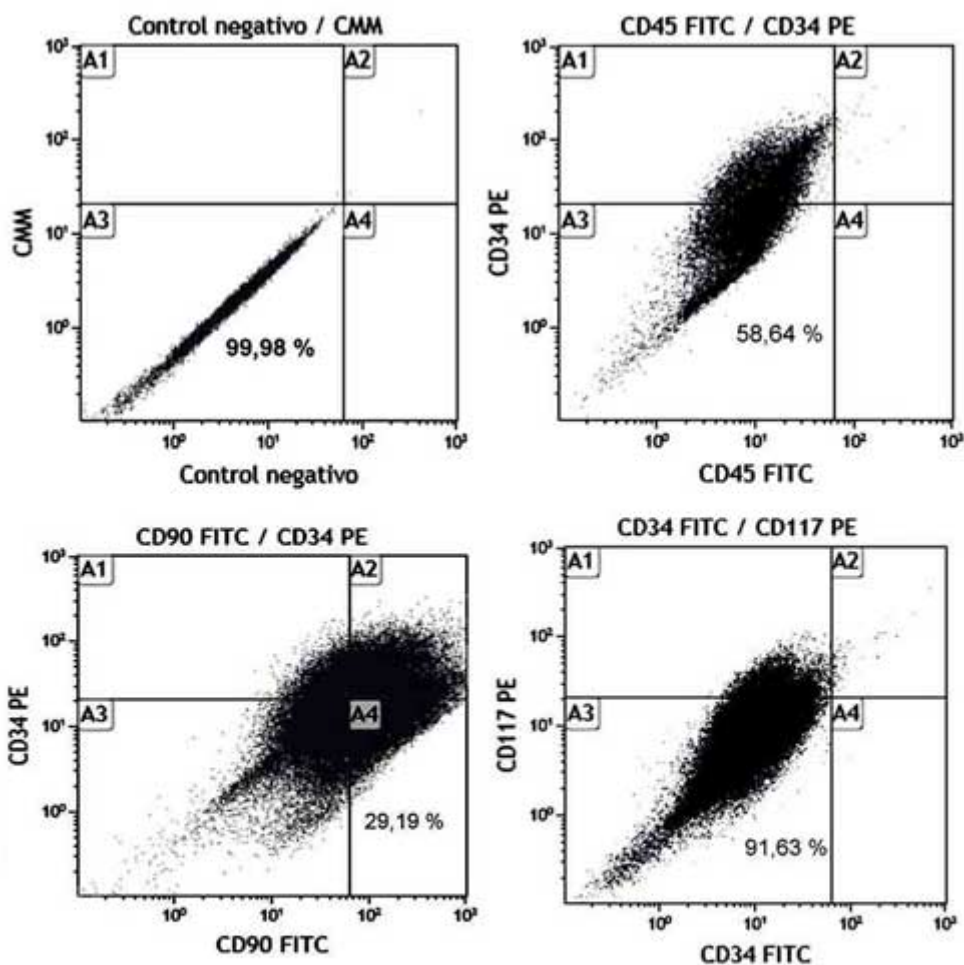 Control negativo / CMM
A1
A2
A3
A4
10³
10²
10¹
10⁰
CMM
99,98 %
10⁰
10¹
10²
10³
Control negativo
CD45 FITC / CD34 PE
A1
A2
A3
A4
10³
10²
10¹
10⁰
CD34 PE
58,64 %
10⁰
10¹
10²
10³
CD45 FITC
CD90 FITC / CD34 PE
A1
A2
A3
A4
10³
10²
10¹
10⁰
CD34 PE
29,19 %
10⁰
10¹
10²
10³
CD90 FITC
CD34 FITC / CD117 PE
A1
A2
A3
A4
10³
10²
10¹
10⁰
CD117 PE
91,63 %
10⁰
10¹
10²
10³
CD34 FITC